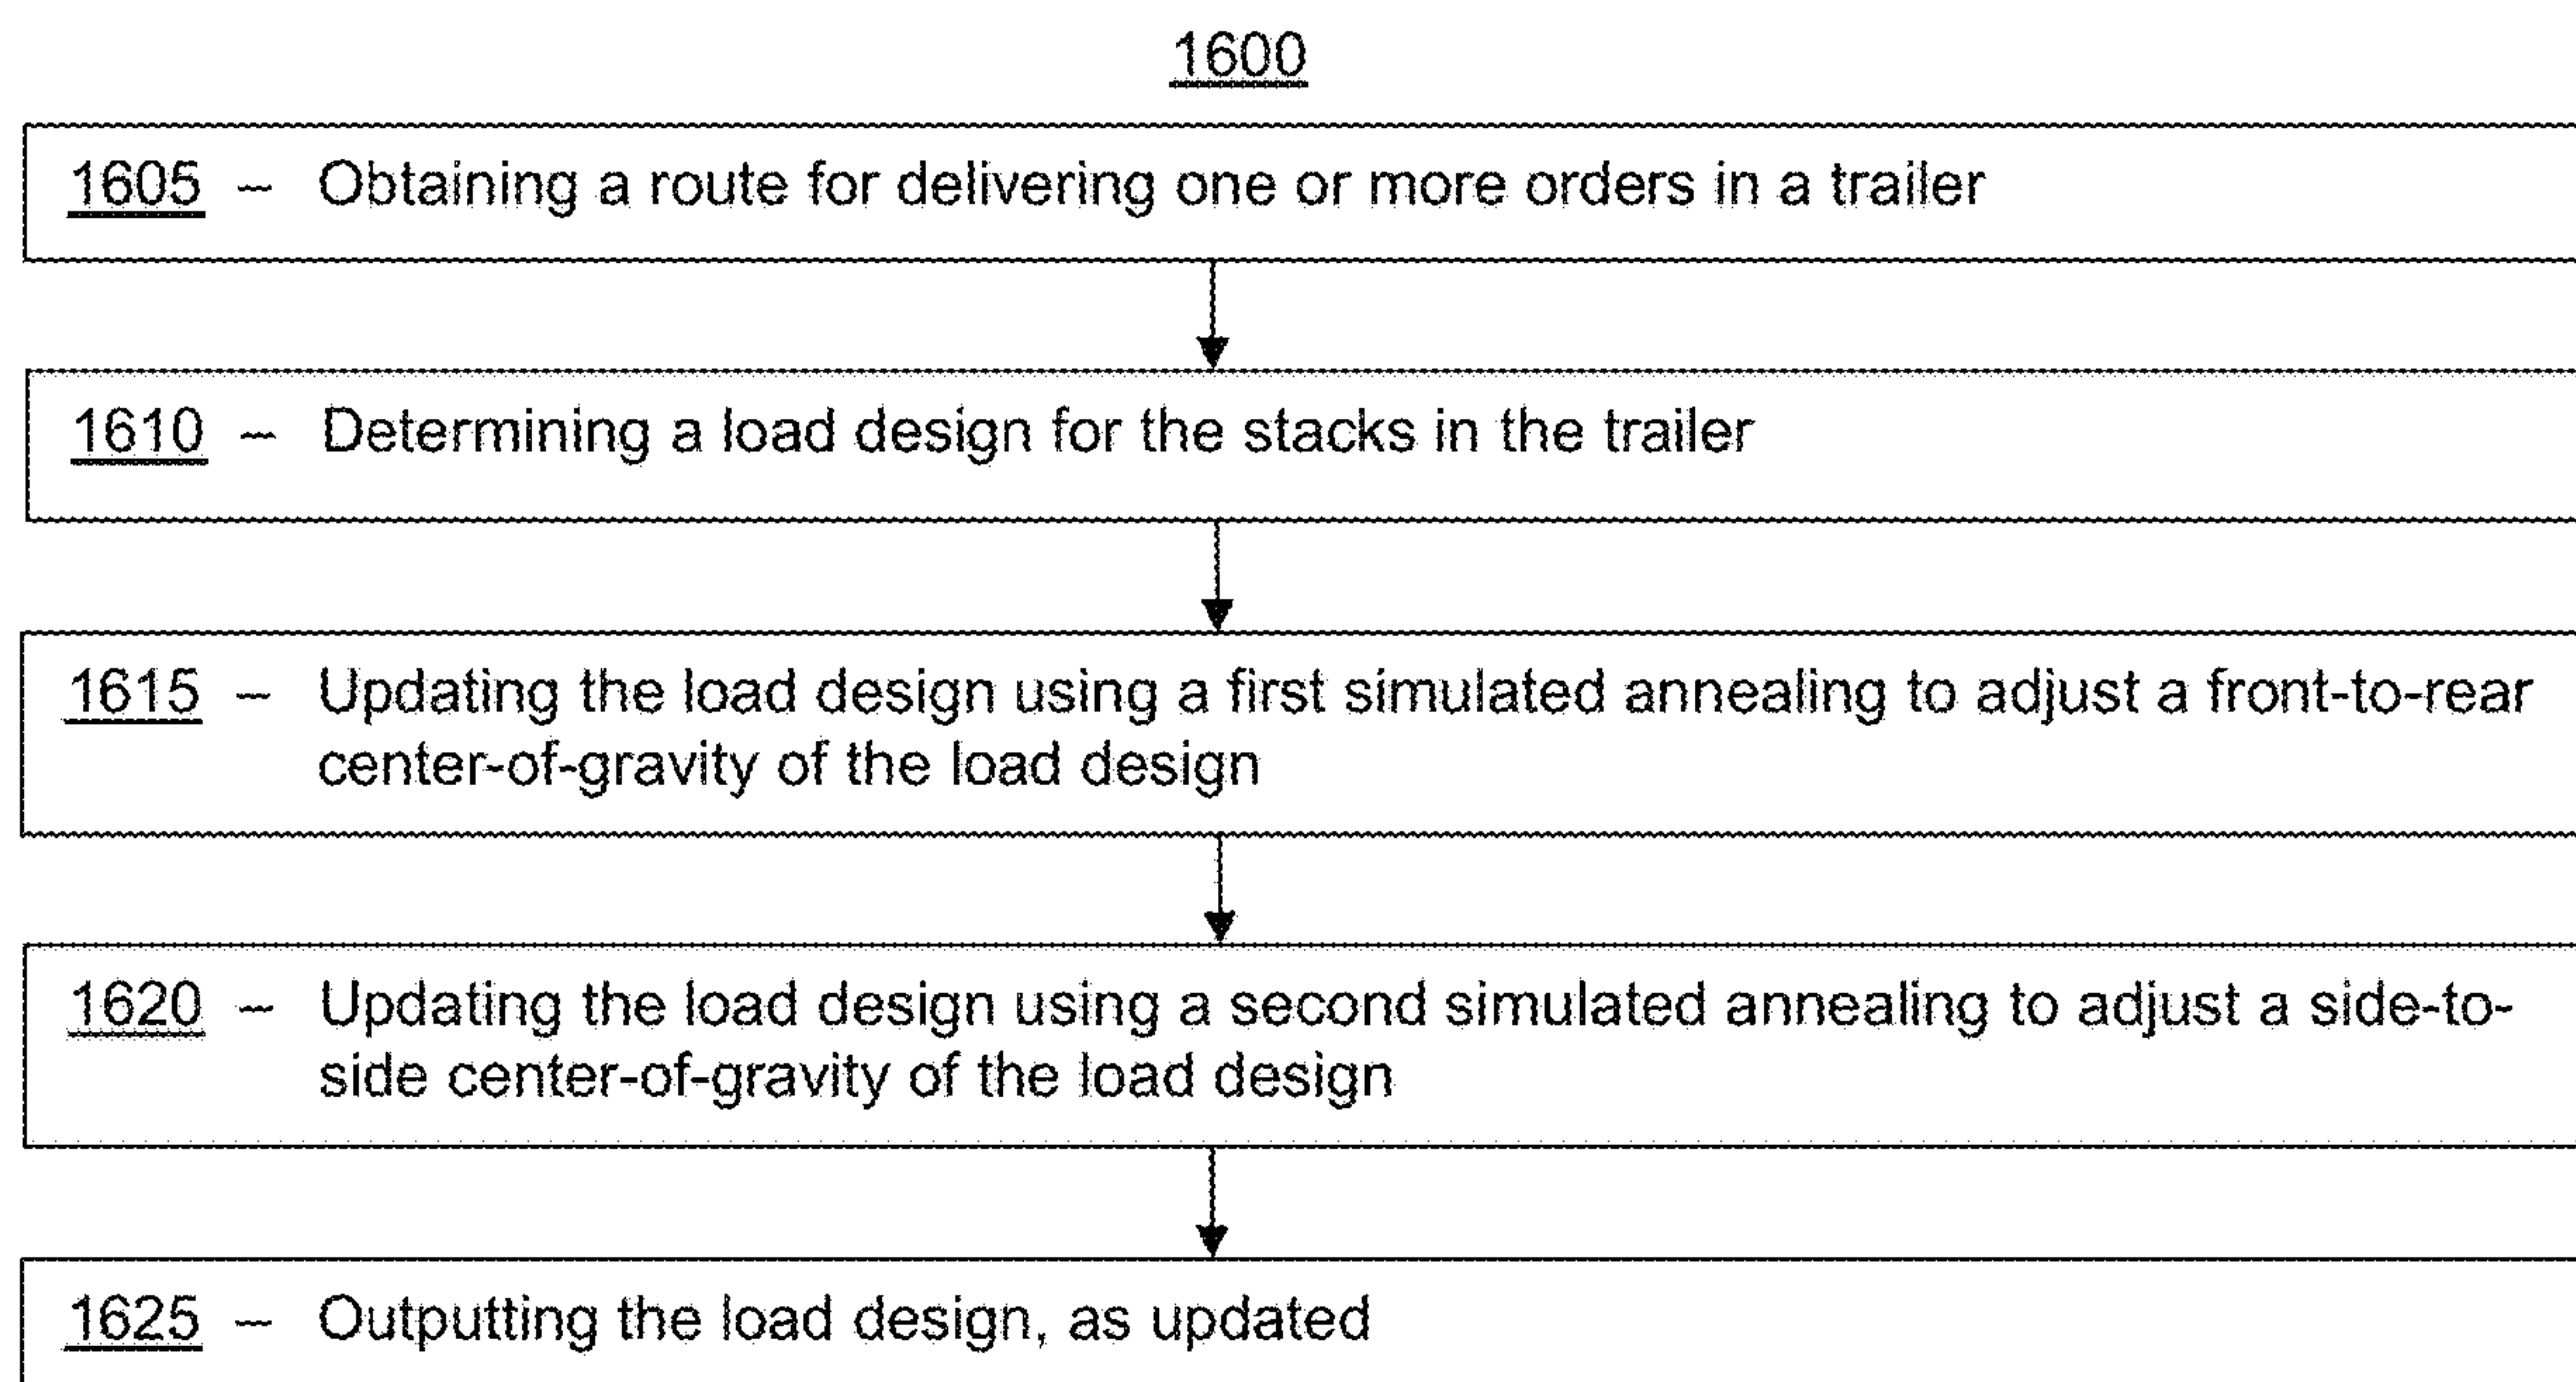 1600
1605 – Obtaining a route for delivering one or more orders in a trailer
1610 – Determining a load design for the stacks in the trailer
1615 – Updating the load design using a first simulated annealing to adjust a front-to-rear
center-of-gravity of the load design
1620 – Updating the load design using a second simulated annealing to adjust a side-to-
side center-of-gravity of the load design
1625 – Outputting the load design, as updated